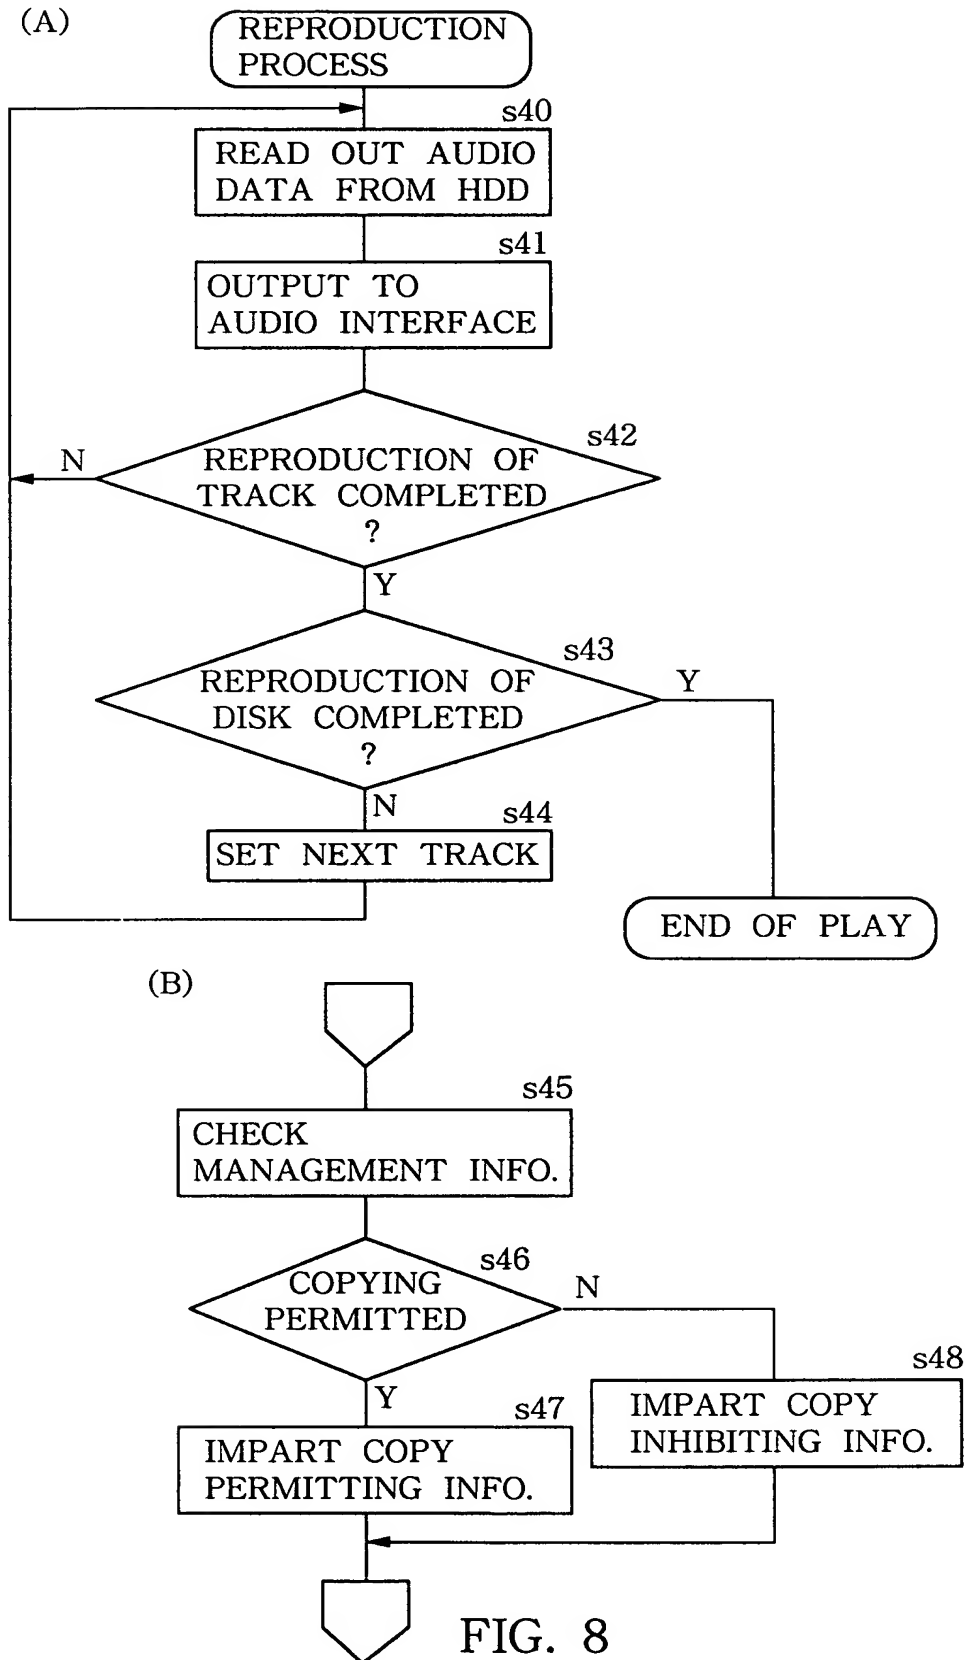 (A)
REPRODUCTION
PROCESS
s40
READ OUT AUDIO
DATA FROM HDD
s41
OUTPUT TO
AUDIO INTERFACE
s42
N
REPRODUCTION OF
TRACK COMPLETED
?
Y
s43
Y
REPRODUCTION OF
DISK COMPLETED
?
N
s44
SET NEXT TRACK
END OF PLAY
(B)
s45
CHECK
MANAGEMENT INFO.
s46
N
COPYING
PERMITTED
Y
s47
IMPART COPY
PERMITTING INFO.
s48
IMPART COPY
INHIBITING INFO.
FIG. 8